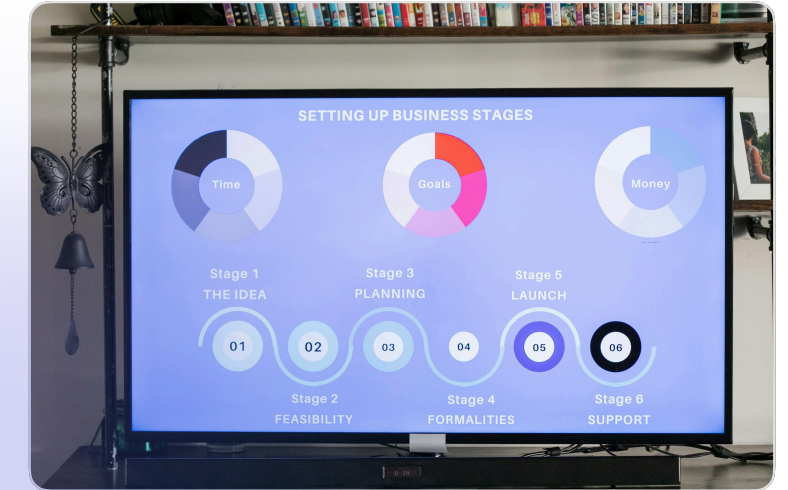 SETTING UP BUSINESS STAGES
Time
Goals
Money
Stage 1
THE IDEA
Stage 3
PLANNING
Stage 5
LAUNCH
01
02
03
04
05
06
Stage 2
FEASIBILITY
Stage 4
FORMALITIES
Stage 6
SUPPORT